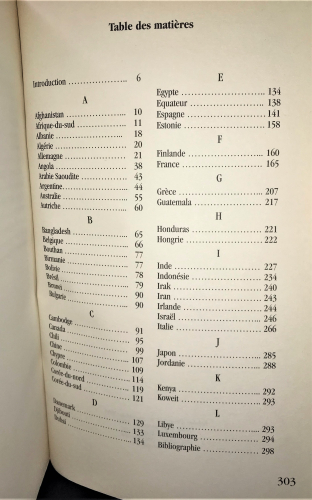 Table des matières
Introduction ........................ 6
A
Afghanistan ........................ 10
Afrique-du-sud ........................ 11
Albanie ........................ 18
Algérie ........................ 20
Allemagne ........................ 21
Angola ........................ 38
Arabie Saoudite ........................ 43
Argentine ........................ 44
Australie ........................ 55
Autriche ........................ 60
B
Bangladesh ........................ 65
Belgique ........................ 66
Bouthan ........................ 77
Birmanie ........................ 77
Bolivie ........................ 78
Brésil ........................ 79
Brunei ........................ 90
Bulgarie ........................ 90
C
Cambodge ........................ 91
Canada ........................ 95
Chili ........................ 99
Chine ........................ 107
Chypre ........................ 109
Colombie ........................ 114
Corée-du-nord ........................ 119
Corée-du-sud ........................ 121
D
Danemark ........................ 129
Djibouti ........................ 133
Dubaï ........................ 134
E
Egypte ........................ 134
Equateur ........................ 138
Espagne ........................ 141
Estonie ........................ 158
F
Finlande ........................ 160
France ........................ 165
G
Grèce ........................ 207
Guatemala ........................ 217
H
Honduras ........................ 221
Hongrie ........................ 222
I
Inde ........................ 227
Indonésie ........................ 234
Irak ........................ 240
Iran ........................ 243
Irlande ........................ 244
Israël ........................ 246
Italie ........................ 266
J
Japon ........................ 285
Jordanie ........................ 288
K
Kenya ........................ 292
Koweit ........................ 293
L
Libye ........................ 293
Luxembourg ........................ 294
Bibliographie ........................ 298
303